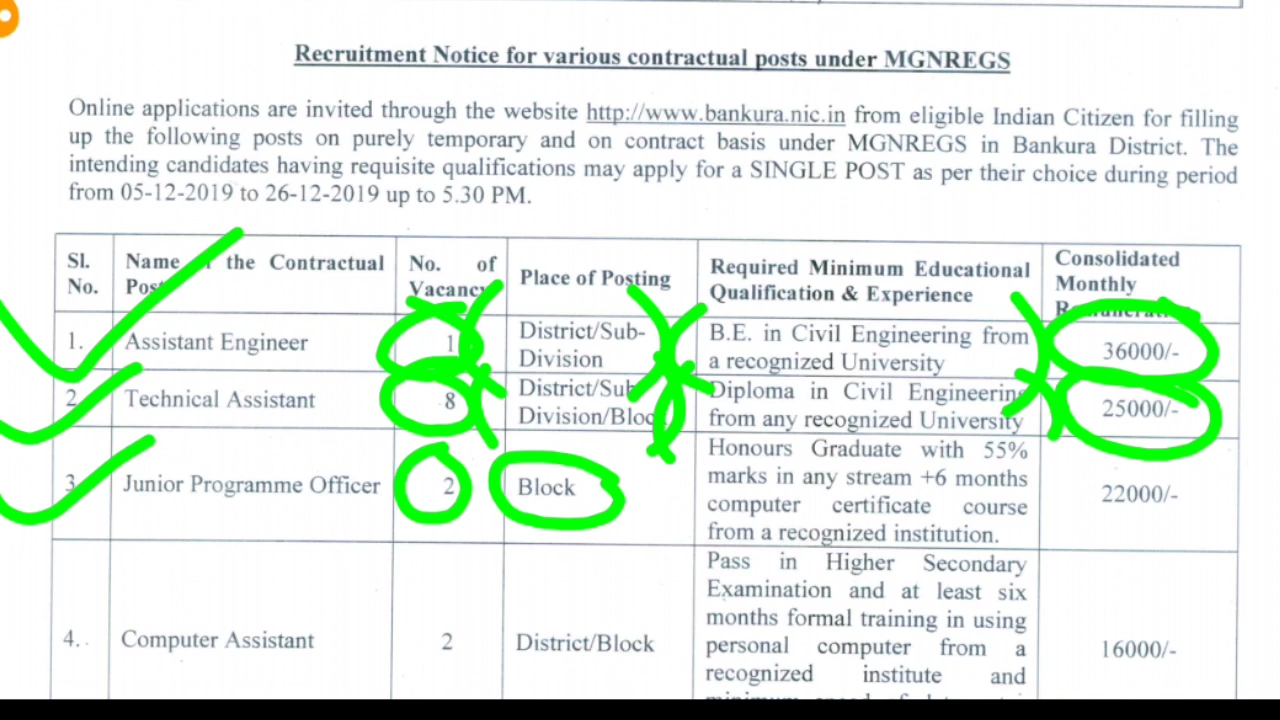 Recruitment Notice for various contractual posts under MGNREGS
Online applications are invited through the website http://www.bankura.nic.in from eligible Indian Citizen for filling
up the following posts on purely temporary and on contract basis under MGNREGS in Bankura District. The
intending candidates having requisite qualifications may apply for a SINGLE POST as per their choice during period
from 05-12-2019 to 26-12-2019 up to 5.30 PM.
Sl. No.
Name the Contractual
Post
No. of
Vacancy
Place of Posting
Required Minimum Educational
Qualification & Experience
Consolidated
Monthly
Remuneration
1.
Assistant Engineer
1
District/Sub-
Division
B.E. in Civil Engineering from
a recognized University
36000/-
2
Technical Assistant
8
District/Sub
Division/Block
Diploma in Civil Engineering
from any recognized University
25000/-
3
Junior Programme Officer
2
Block
Honours Graduate with 55%
marks in any stream +6 months
computer certificate course
from a recognized institution.
22000/-
4..
Computer Assistant
2
District/Block
Pass in Higher Secondary
Examination and at least six
months formal training in using
personal computer from a
recognized institute and
16000/-